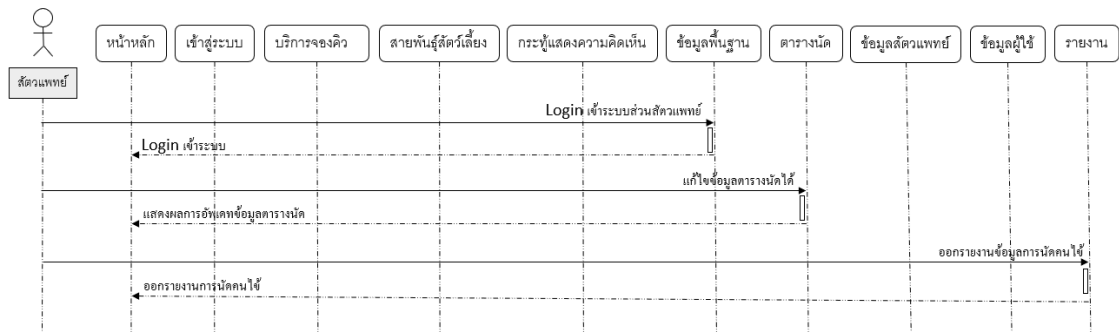 หน้าหลัก
เข้าสู่ระบบ
บริการจองคิว
สายพันธุ์สัตว์เลี้ยง
กระทู้แสดงความคิดเห็น
ข้อมูลพื้นฐาน
ตารางนัด
ข้อมูลสัตวแพทย์
ข้อมูลผู้ใช้
รายงาน
สัตวแพทย์
Login เข้าระบบส่วนสัตวแพทย์
Login เข้าระบบ
แก้ไขข้อมูลตารางนัดได้
แสดงผลการอัพเดทข้อมูลตารางนัด
ออกรายงานข้อมูลการนัดคนไข้
ออกรายงานการนัดคนไข้